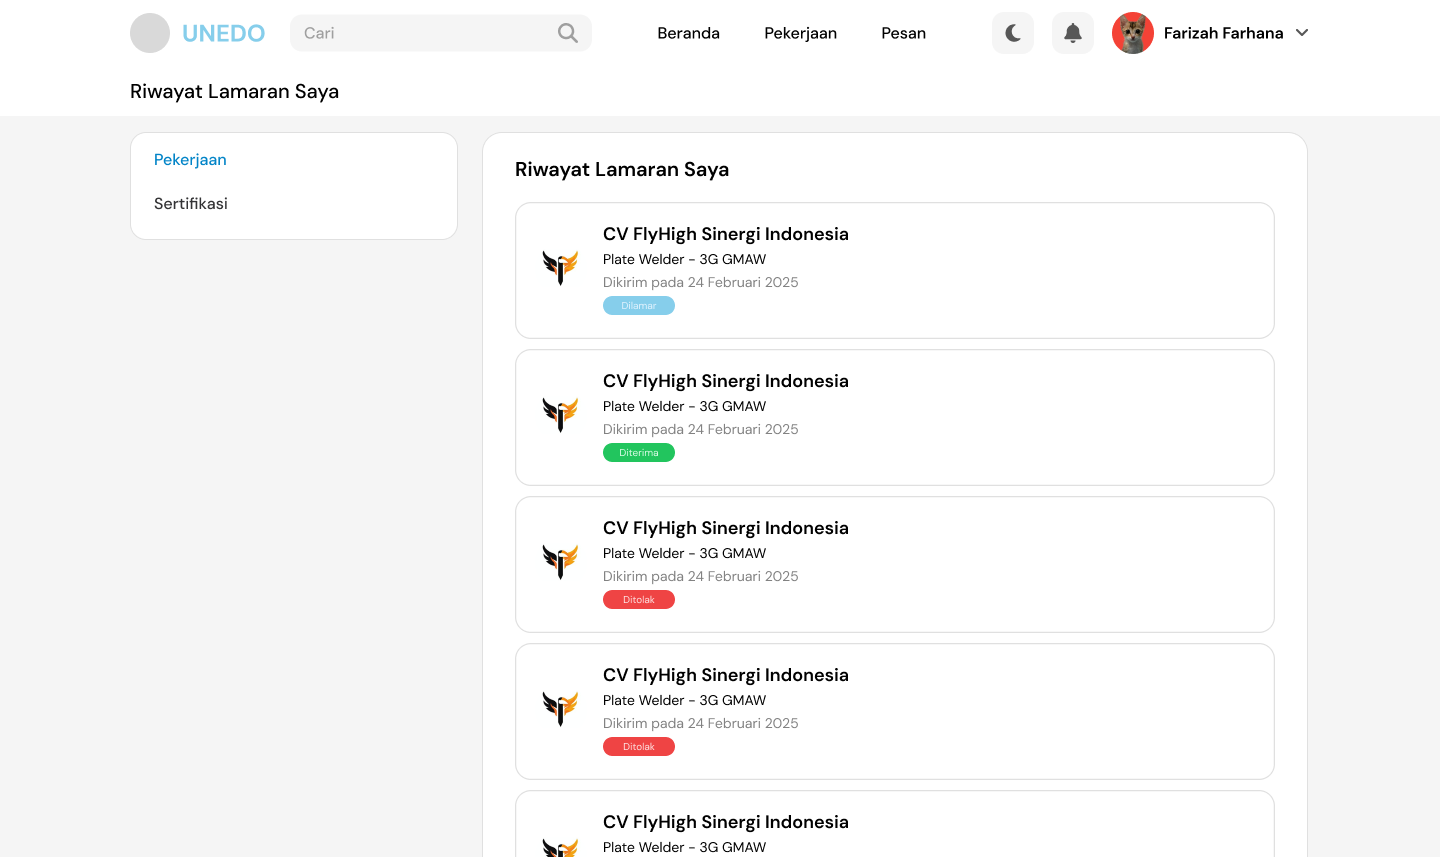 UNEDO
Cari
Beranda
Pekerjaan
Pesan
Farizah Farhana
Riwayat Lamaran Saya
Pekerjaan
Sertifikasi
Riwayat Lamaran Saya
CV FlyHigh Sinergi Indonesia
Plate Welder - 3G GMAW
Dikirim pada 24 Februari 2025
Dilamar
CV FlyHigh Sinergi Indonesia
Plate Welder - 3G GMAW
Dikirim pada 24 Februari 2025
Diterima
CV FlyHigh Sinergi Indonesia
Plate Welder - 3G GMAW
Dikirim pada 24 Februari 2025
Ditolak
CV FlyHigh Sinergi Indonesia
Plate Welder - 3G GMAW
Dikirim pada 24 Februari 2025
Ditolak
CV FlyHigh Sinergi Indonesia
Plate Welder - 3G GMAW